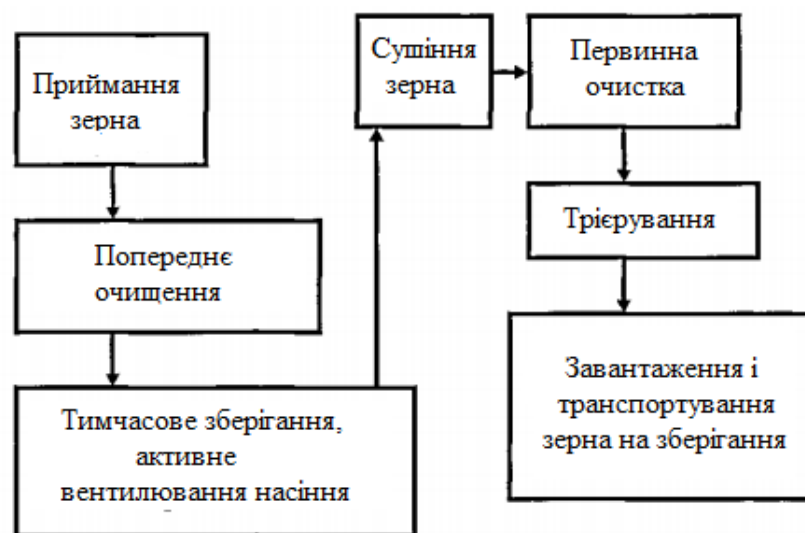 Приймання
зерна
Попереднє
очищення
Тимчасове зберігання,
активне
вентилювання насіння
Сушіння
зерна
Первинна
очистка
Трієрування
Завантаження і
транспортування
зерна на зберігання